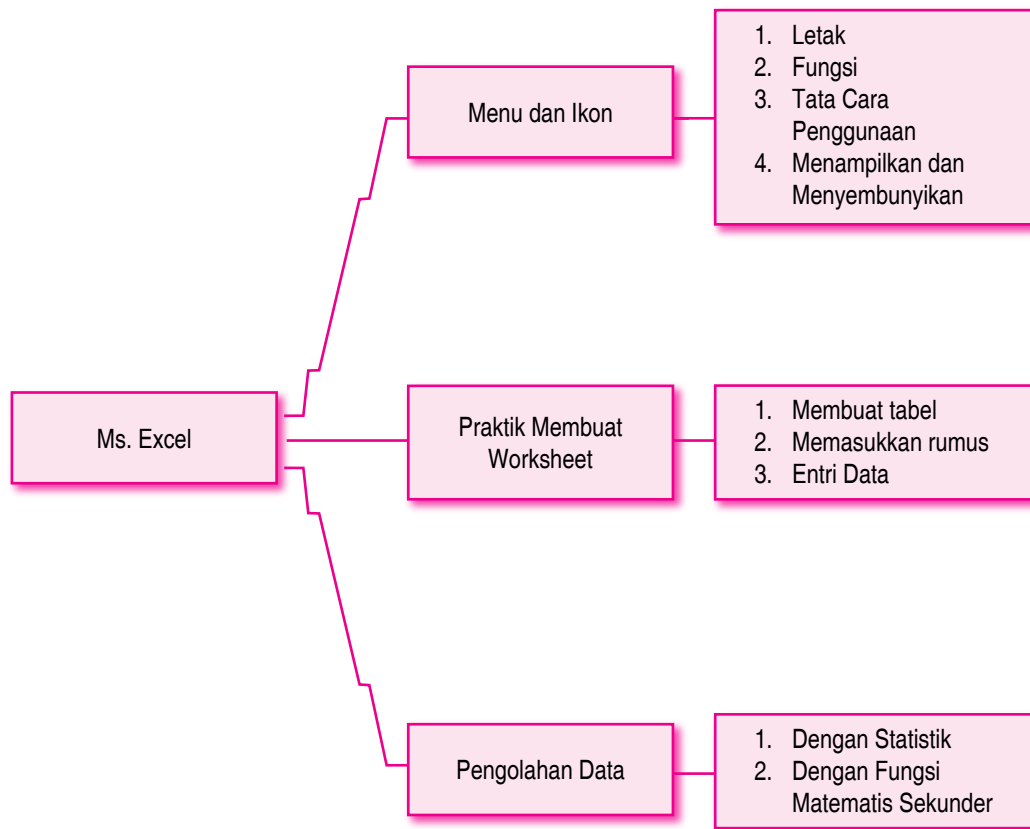 Menu dan Ikon
1. Letak
2. Fungsi
3. Tata Cara
Penggunaan
4. Menampilkan dan
Menyembunyikan
Ms. Excel
Praktik Membuat
Worksheet
1. Membuat tabel
2. Memasukkan rumus
3. Entri Data
Pengolahan Data
1. Dengan Statistik
2. Dengan Fungsi
Matematis Sekunder